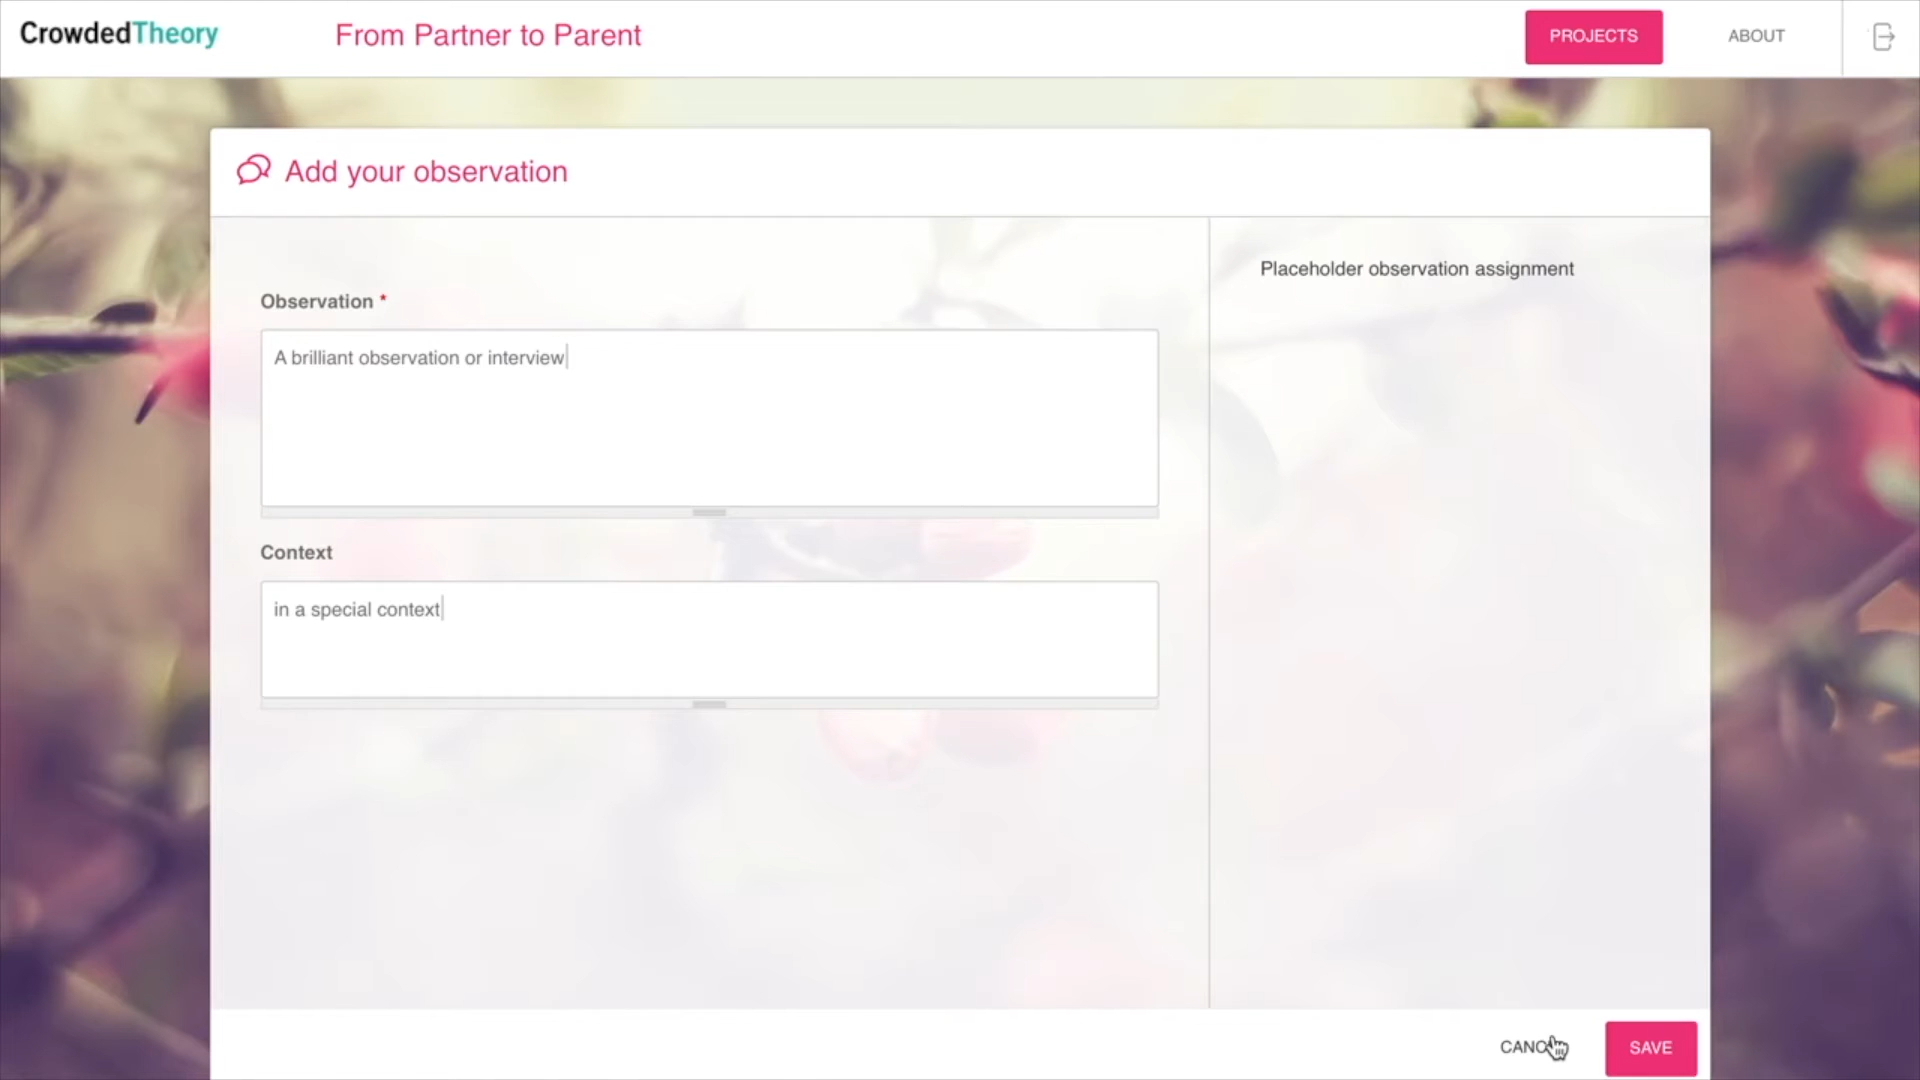 CrowdedTheory
From Partner to Parent
PROJECTS
ABOUT
Add your observation
Observation *
A brilliant observation or interview
Context
in a special context
Placeholder observation assignment
SAVE